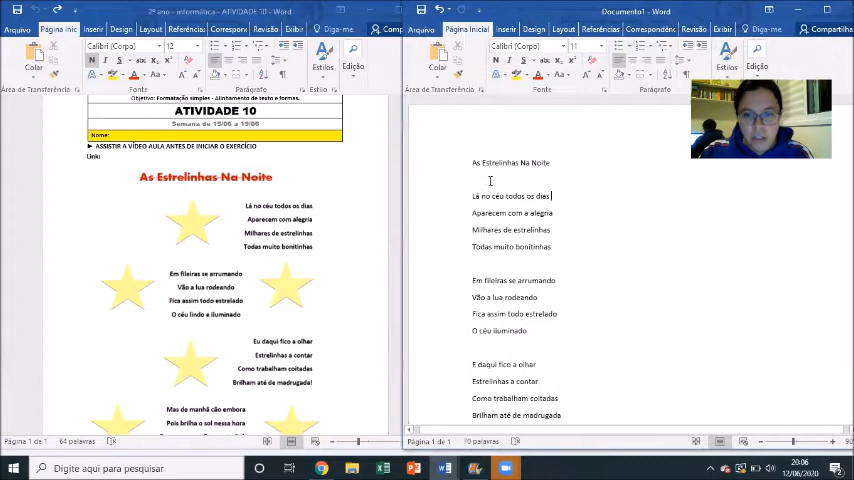 2º ano - informática - ATIVIDADE 10 - Word
Documento1 - Word
Arquivo
Página Inic
Inserir
Design
Layout
Referências
Correspond
Revisão
Exibir
Diga-me
Arquivo
Página Inicial
Inserir
Design
Layout
Referências
Correspondênc
Revisão
Exibir
Diga-me
Compartilhar
Colar
Calibri (Corpo)
12
Estilos
Edição
Colar
Calibri (Corpo)
11
Estilos
Edição
Área de Transferência
Fonte
Parágrafo
Estilos
Área de Transferência
Fonte
Parágrafo
Estilos
Objetivo: Formatação simples - Alinhamento de texto e formas.
ATIVIDADE 10
Semana de 15/06 a 19/06
Nome:
► ASSISTIR A VÍDEO AULA ANTES DE INICIAR O EXERCÍCIO
Link:
As Estrelinhas Na Noite
Lá no céu todos os dias
Aparecem com alegria
Milhares de estrelinhas
Todas muito bonitinhas
Em fileiras se arrumando
Vão a lua rodeando
Fica assim todo estrelado
O céu lindo e iluminado
Eu daqui fico a olhar
Estrelinhas a contar
Como trabalham coitadas
Brilham até de madrugada!
Mas de manhã cão embora
Pois brilha o sol nessa hora
As Estrelinhas Na Noite
Lá no céu todos os dias
Aparecem com a alegria
Milhares de estrelinhas
Todas muito bonitinhas
Em fileiras se arrumando
Vão a lua rodeando
Fica assim todo estrelado
O céu iluminado
E daqui fico a olhar
Estrelinhas a contar
Como trabalham coitadas
Brilham até de madrugada
Página 1 de 1
64 palavras
Página 1 de 1
70 palavras
Digite aqui para pesquisar
20:06
12/06/2020